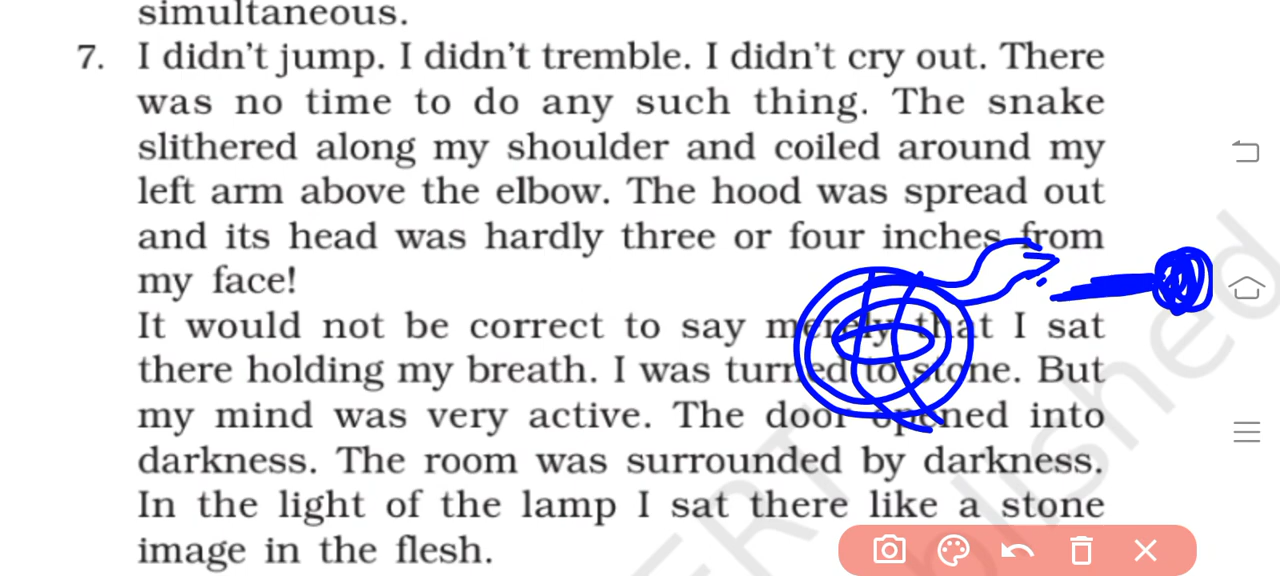 simultaneous.
7. I didn't jump. I didn't tremble. I didn't cry out. There
was no time to do any such thing. The snake
slithered along my shoulder and coiled around my
left arm above the elbow. The hood was spread out
and its head was hardly three or four inches from
my face!
It would not be correct to say merely that I sat
there holding my breath. I was turned to stone. But
my mind was very active. The door opened into
darkness. The room was surrounded by darkness.
In the light of the lamp I sat there like a stone
image in the flesh.